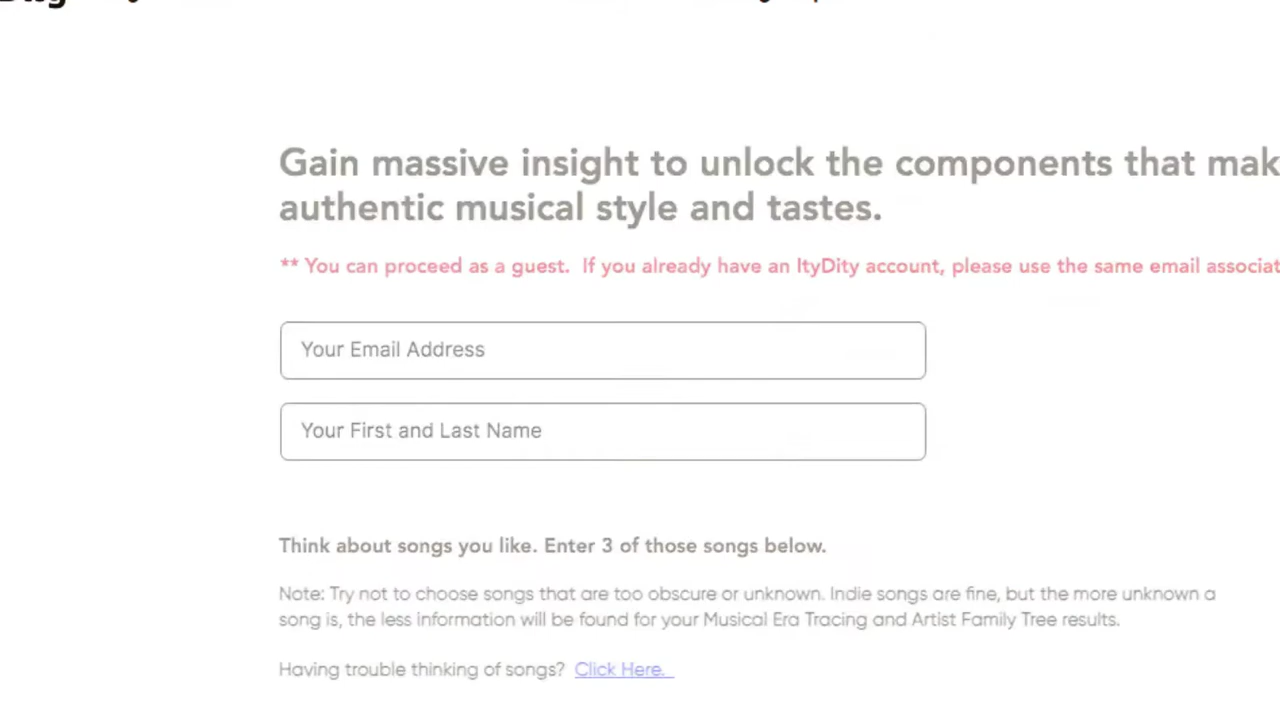 Gain massive insight to unlock the components that mak
authentic musical style and tastes.
** You can proceed as a guest.  If you already have an ItyDity account, please use the same email associat
Your Email Address
Your First and Last Name
Think about songs you like. Enter 3 of those songs below.
Note: Try not to choose songs that are too obscure or unknown. Indie songs are fine, but the more unknown a
song is, the less information will be found for your Musical Era Tracing and Artist Family Tree results.
Having trouble thinking of songs?  Click Here.